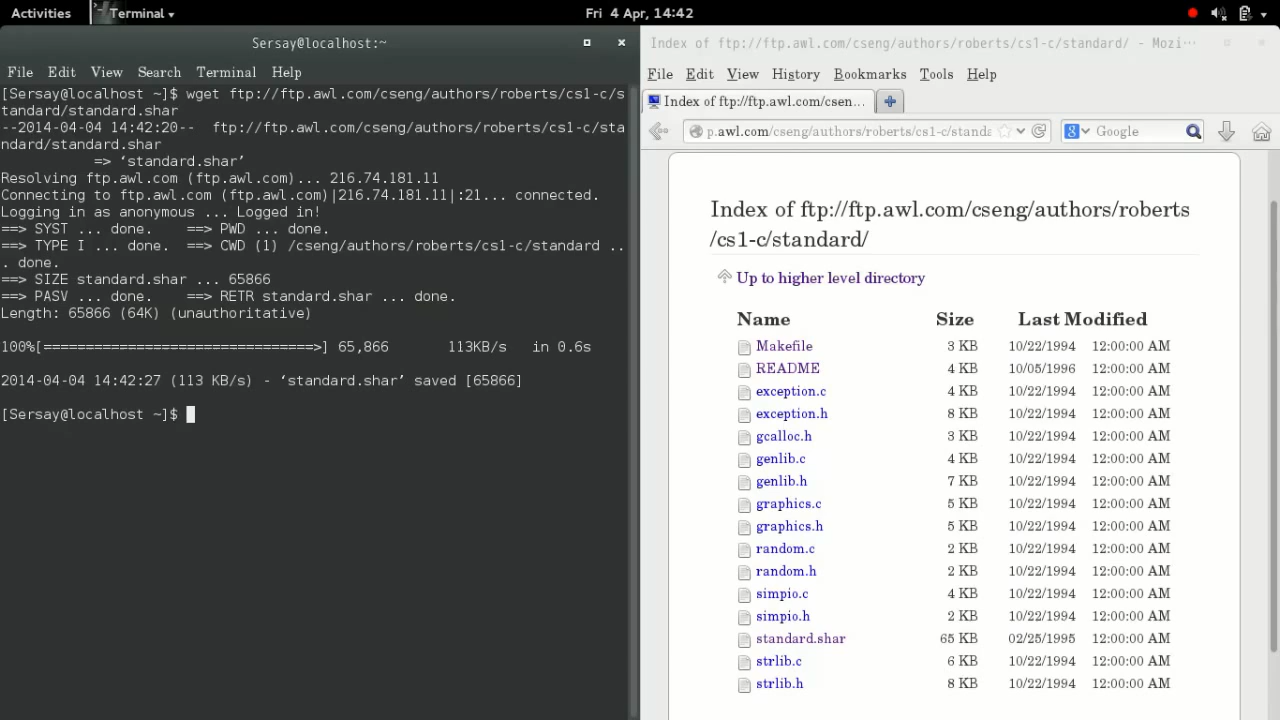 Activities Terminal Fri 4 Apr, 14:42
Sersay@localhost:~
File Edit View Search Terminal Help
[Sersay@localhost ~]$ wget ftp://ftp.awl.com/cseng/authors/roberts/cs1-c/s
tandard/standard.shar
--2014-04-04 14:42:20--  ftp://ftp.awl.com/cseng/authors/roberts/cs1-c/sta
ndard/standard.shar
=> ‘standard.shar’
Resolving ftp.awl.com (ftp.awl.com)... 216.74.181.11
Connecting to ftp.awl.com (ftp.awl.com)|216.74.181.11|:21... connected.
Logging in as anonymous ... Logged in!
==> SYST ... done.    ==> PWD ... done.
==> TYPE I ... done.  ==> CWD (1) /cseng/authors/roberts/cs1-c/standard ..
. done.
==> SIZE standard.shar ... 65866
==> PASV ... done.    ==> RETR standard.shar ... done.
Length: 65866 (64K) (unauthoritative)
100%[================================>] 65,866       113KB/s   in 0.6s
2014-04-04 14:42:27 (113 KB/s) - ‘standard.shar’ saved [65866]
[Sersay@localhost ~]$
Index of ftp://ftp.awl.com/cseng/authors/roberts/cs1-c/standard/ - Mozi···
File Edit View History Bookmarks Tools Help
Index of ftp://ftp.awl.com/csen...
p.awl.com/cseng/authors/roberts/cs1-c/standa Google
Index of ftp://ftp.awl.com/cseng/authors/roberts
/cs1-c/standard/
Up to higher level directory
Name Size Last Modified
Makefile 3 KB 10/22/1994 12:00:00 AM
README 4 KB 10/05/1996 12:00:00 AM
exception.c 4 KB 10/22/1994 12:00:00 AM
exception.h 8 KB 10/22/1994 12:00:00 AM
gcalloc.h 3 KB 10/22/1994 12:00:00 AM
genlib.c 4 KB 10/22/1994 12:00:00 AM
genlib.h 7 KB 10/22/1994 12:00:00 AM
graphics.c 5 KB 10/22/1994 12:00:00 AM
graphics.h 5 KB 10/22/1994 12:00:00 AM
random.c 2 KB 10/22/1994 12:00:00 AM
random.h 2 KB 10/22/1994 12:00:00 AM
simpio.c 4 KB 10/22/1994 12:00:00 AM
simpio.h 2 KB 10/22/1994 12:00:00 AM
standard.shar 65 KB 02/25/1995 12:00:00 AM
strlib.c 6 KB 10/22/1994 12:00:00 AM
strlib.h 8 KB 10/22/1994 12:00:00 AM